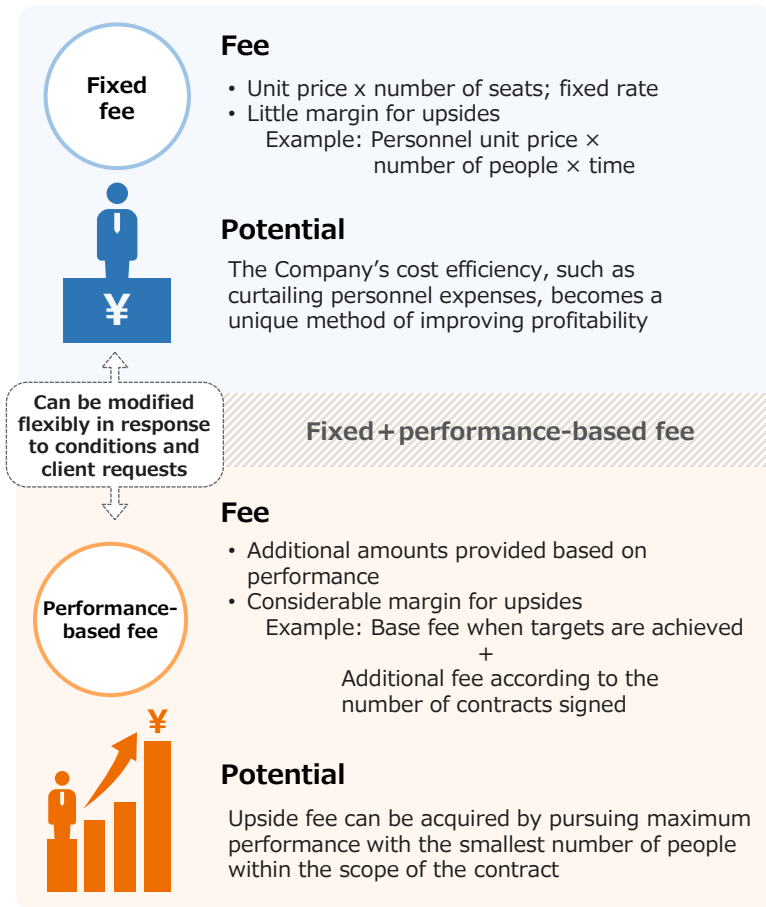 Fixed
fee
Fee
• Unit price x number of seats; fixed rate
• Little margin for upsides
Example: Personnel unit price ×
number of people × time
¥
Potential
The Company’s cost efficiency, such as
curtailing personnel expenses, becomes a
unique method of improving profitability
Can be modified
flexibly in response
to conditions and
client requests
Fixed+performance-based fee
Performance-
based fee
Fee
• Additional amounts provided based on
performance
• Considerable margin for upsides
Example: Base fee when targets are achieved
+
Additional fee according to the
number of contracts signed
¥
Potential
Upside fee can be acquired by pursuing maximum
performance with the smallest number of people
within the scope of the contract